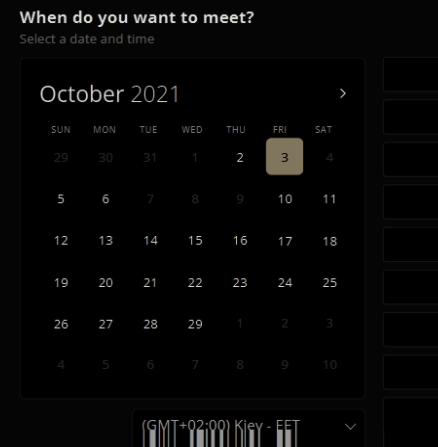 When do you want to meet?
Select a date and time
October 2021
SUN MON TUE WED THU FRI SAT
29 30 31 1 2 3 4
5 6 7 8 9 10 11
12 13 14 15 16 17 18
19 20 21 22 23 24 25
26 27 28 29 1 2 3
4 5 6 7 8 9 10
(GMT+02:00) Kiev - EET